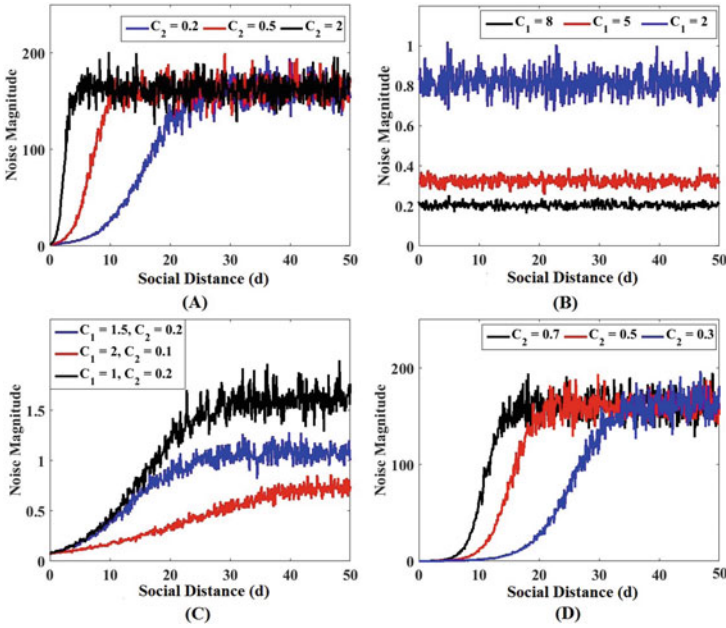 C2 = 0.2 C2 = 0.5 C2 = 2
200
100
0
Noise Magnitude
0 10 20 30 40 50
Social Distance (d)
(A)
C1 = 8 C1 = 5 C1 = 2
1
0.8
0.6
0.4
0.2
0
Noise Magnitude
0 10 20 30 40 50
Social Distance (d)
(B)
C1 = 1.5, C2 = 0.2
C1 = 2, C2 = 0.1
C1 = 1, C2 = 0.2
1.5
1
0.5
0
Noise Magnitude
0 10 20 30 40 50
Social Distance (d)
(C)
C2 = 0.7 C2 = 0.5 C2 = 0.3
200
100
0
Noise Magnitude
0 10 20 30 40 50
Social Distance (d)
(D)